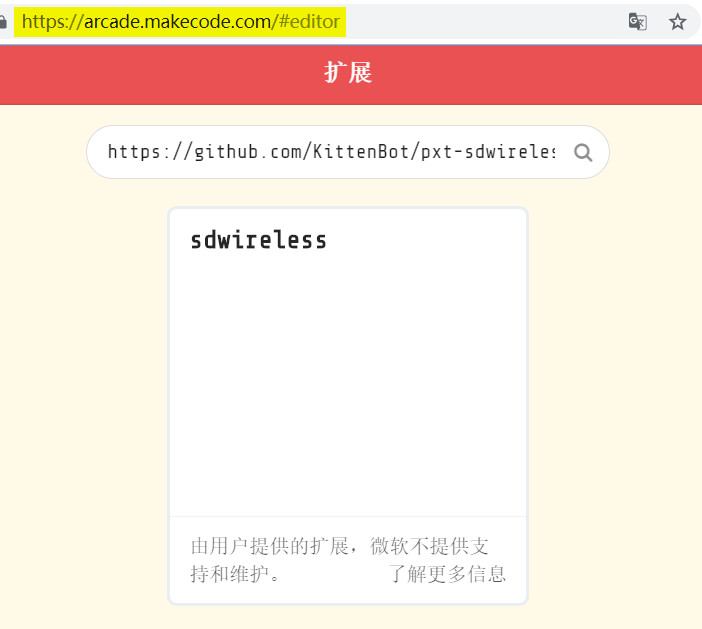 https://arcade.makecode.com/#editor
扩展
https://github.com/KittenBot/pxt-sdwireles
sdwireless
由用户提供的扩展，微软不提供支
持和维护。 了解更多信息